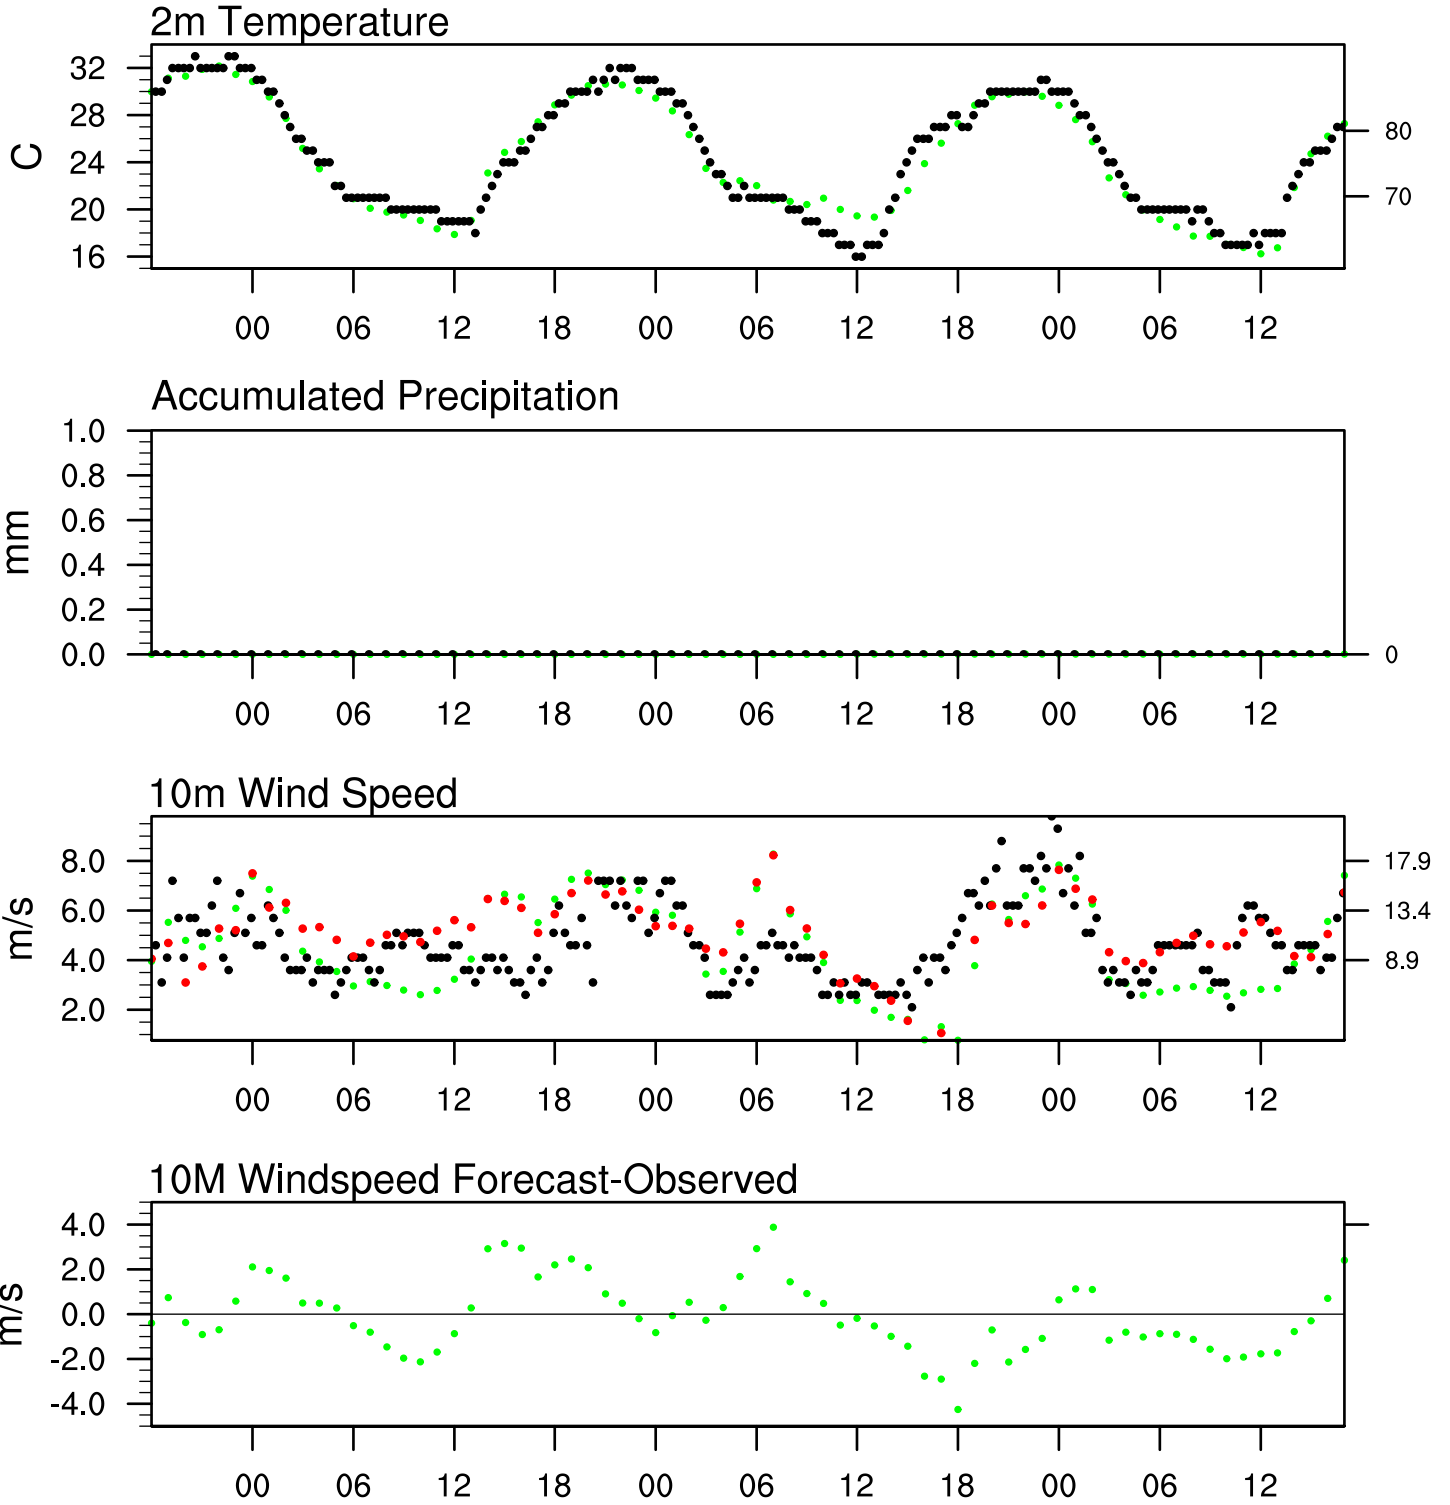 2m Temperature
C
32
28
24
20
16
80
70
00 06 12 18 00 06 12 18 00 06 12
Accumulated Precipitation
mm
1.0
0.8
0.6
0.4
0.2
0.0
0
00 06 12 18 00 06 12 18 00 06 12
10m Wind Speed
m/s
8.0
6.0
4.0
2.0
17.9
13.4
8.9
00 06 12 18 00 06 12 18 00 06 12
10M Windspeed Forecast-Observed
m/s
4.0
2.0
0.0
-2.0
-4.0
00 06 12 18 00 06 12 18 00 06 12